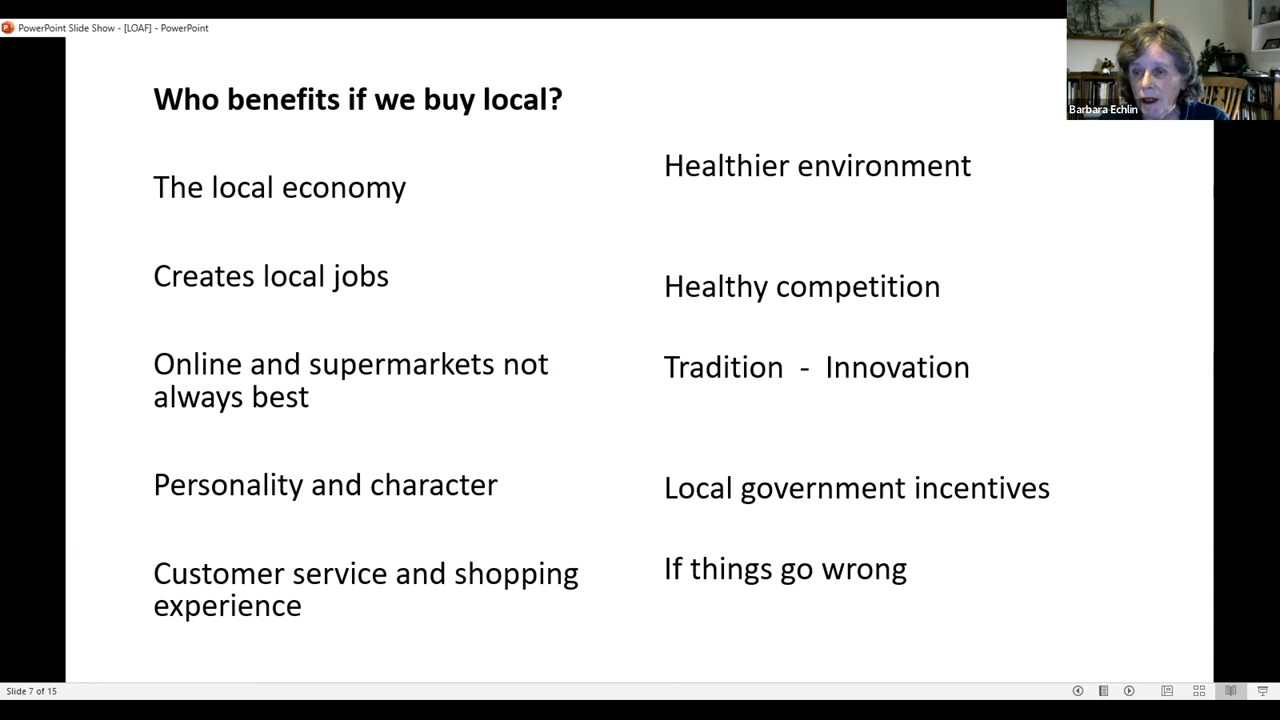 PowerPoint Slide Show - [LOAF] - PowerPoint
Barbara Echlin
Who benefits if we buy local?
The local economy
Creates local jobs
Online and supermarkets not
always best
Personality and character
Customer service and shopping
experience
Healthier environment
Healthy competition
Tradition - Innovation
Local government incentives
If things go wrong
Slide 7 of 15